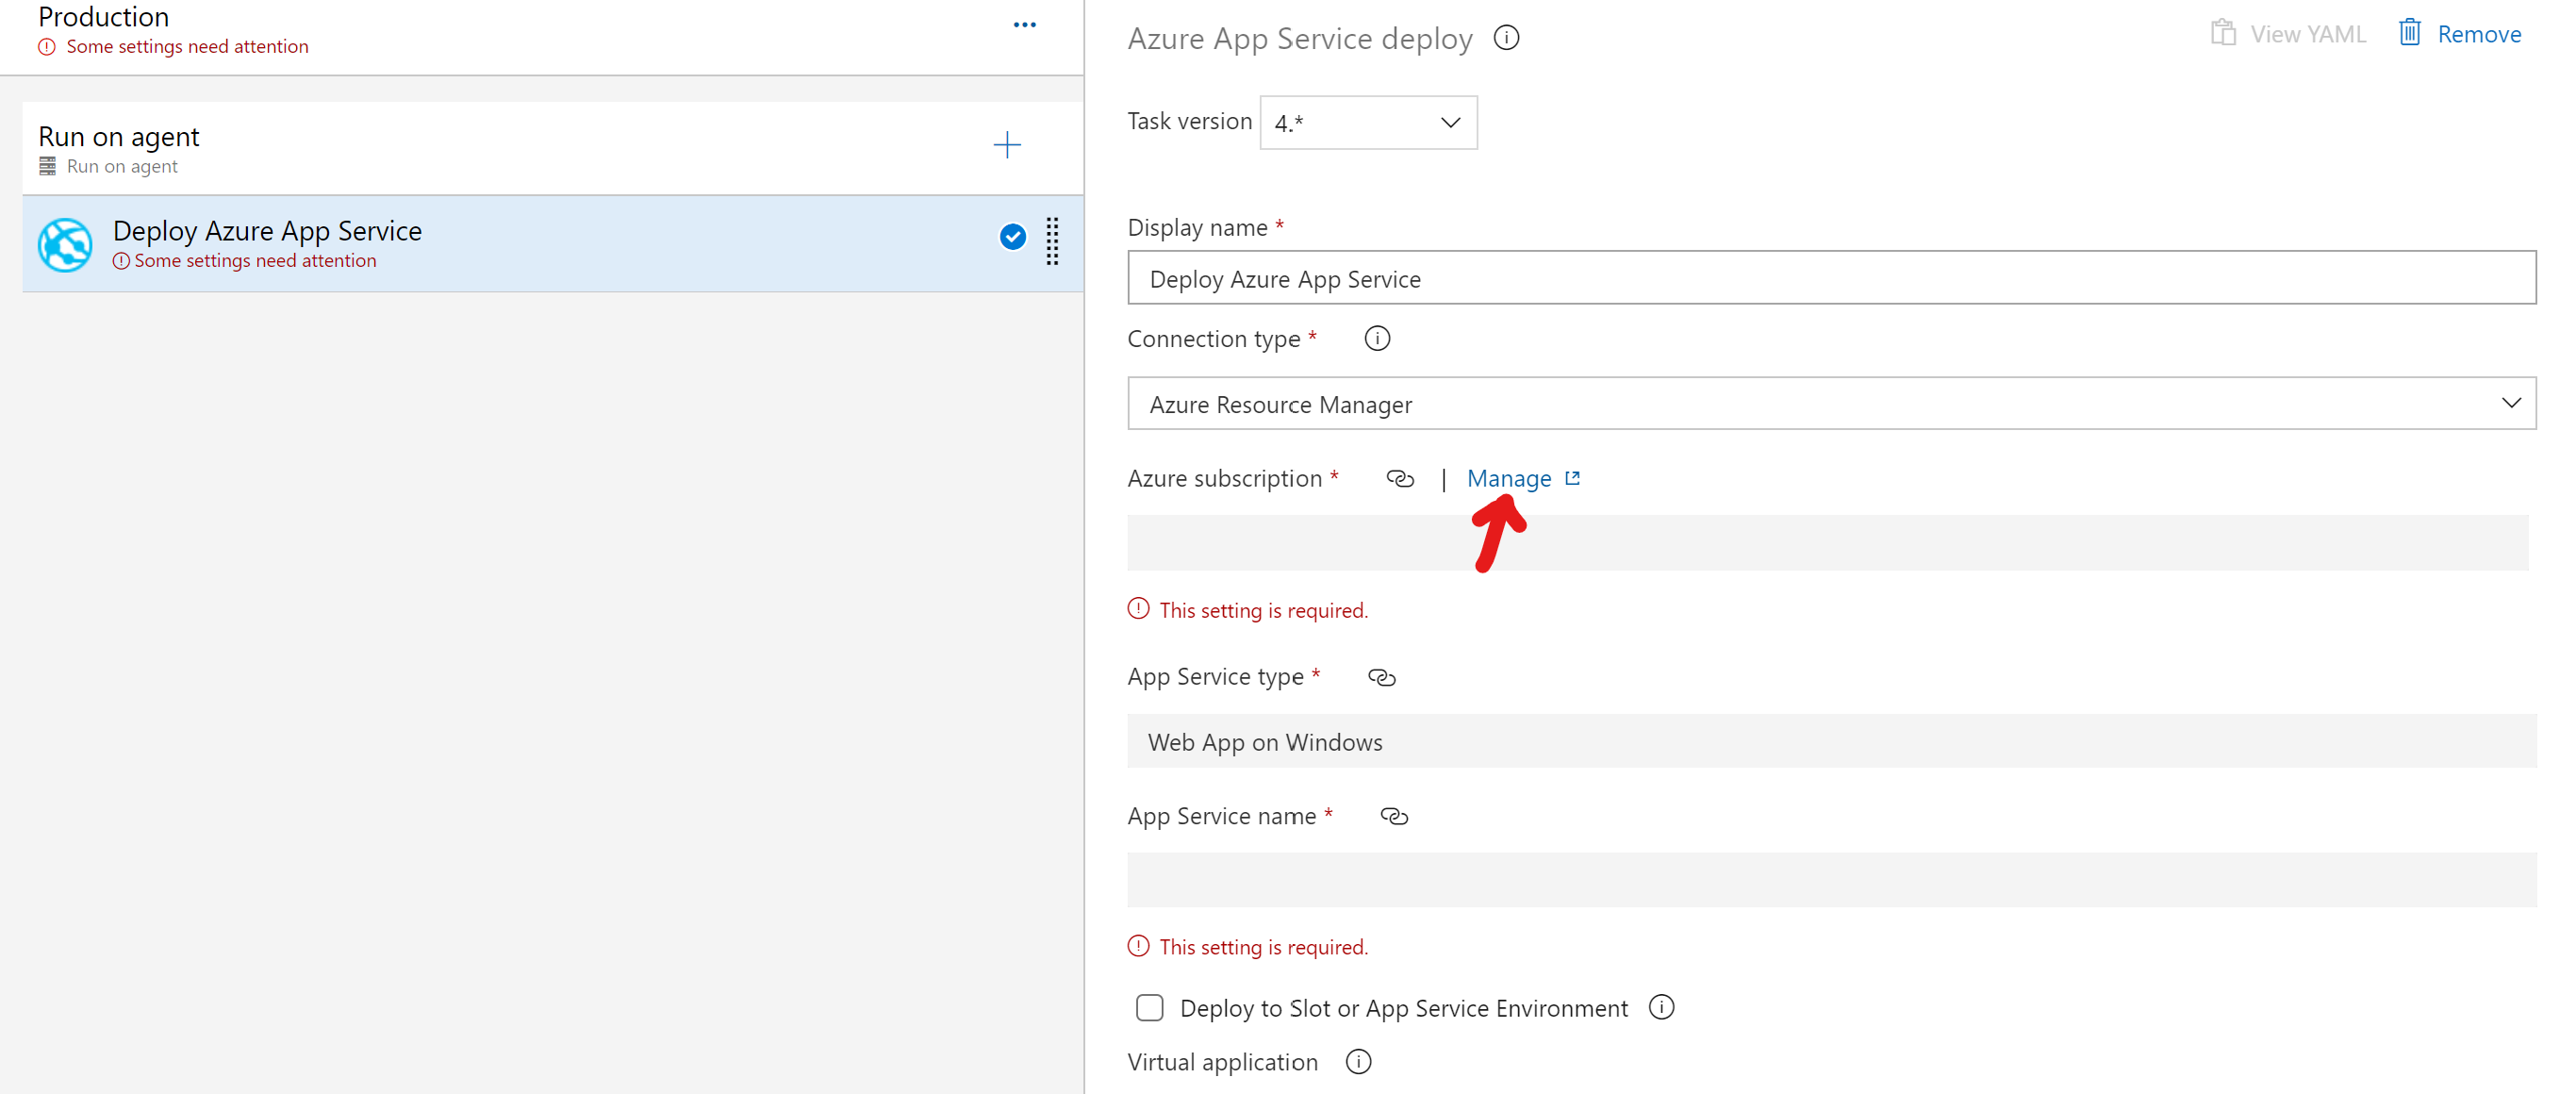 Production
Some settings need attention
Run on agent
Run on agent
Deploy Azure App Service
Some settings need attention
Azure App Service deploy
View YAML
Remove
Task version
4.*
Display name *
Deploy Azure App Service
Connection type *
Azure Resource Manager
Azure subscription * | Manage
This setting is required.
App Service type *
Web App on Windows
App Service name *
This setting is required.
Deploy to Slot or App Service Environment
Virtual application